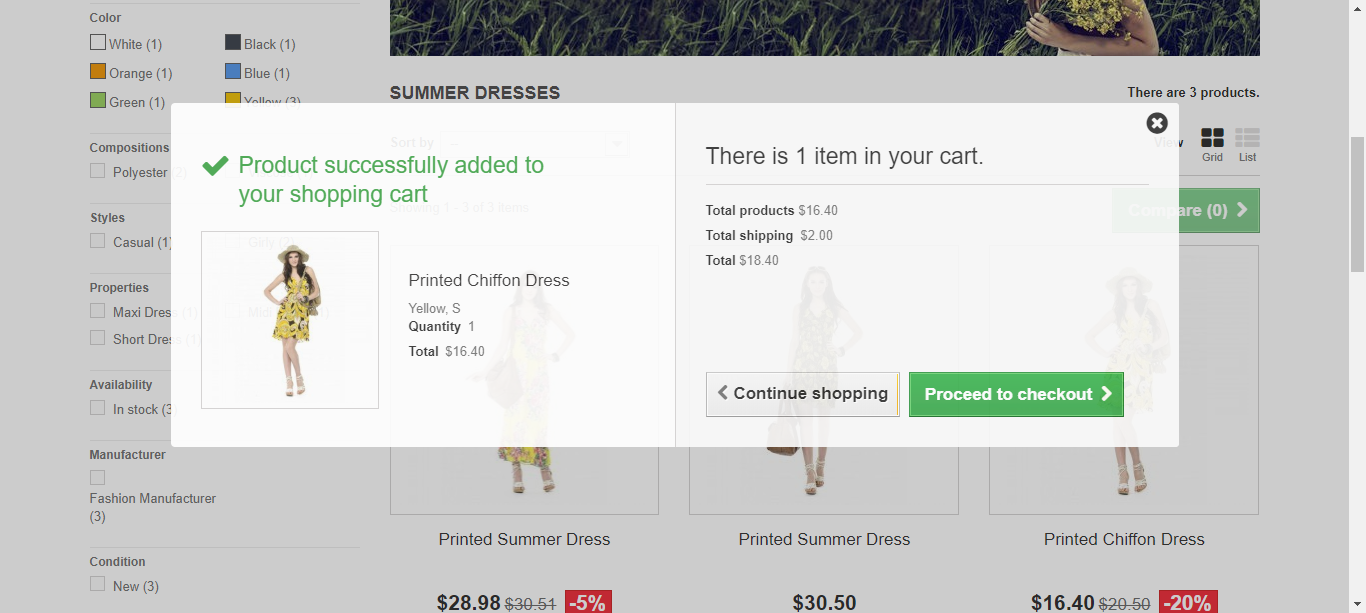 Color
White (1)
Black (1)
Orange (1)
Blue (1)
Green (1)
Yellow (3)
Compositions
Polyester (2)
Styles
Casual (1)
Girly (2)
Properties
Maxi Dress (1)
Short Dress (1)
Availability
In stock (3
Manufacturer
Fashion Manufacturer
(3)
Condition
New (3)
SUMMER DRESSES
There are 3 products.
Sort by
--
View
Grid
List
Showing 1 - 3 of 3 items
Compare (0)
Product successfully added to
your shopping cart
Printed Chiffon Dress
Yellow, S
Quantity 1
Total $16.40
There is 1 item in your cart.
Total products $16.40
Total shipping $2.00
Total $18.40
Continue shopping
Proceed to checkout
Printed Summer Dress
Printed Summer Dress
Printed Chiffon Dress
$28.98 $30.51 -5%
$30.50
$16.40 $20.50 -20%